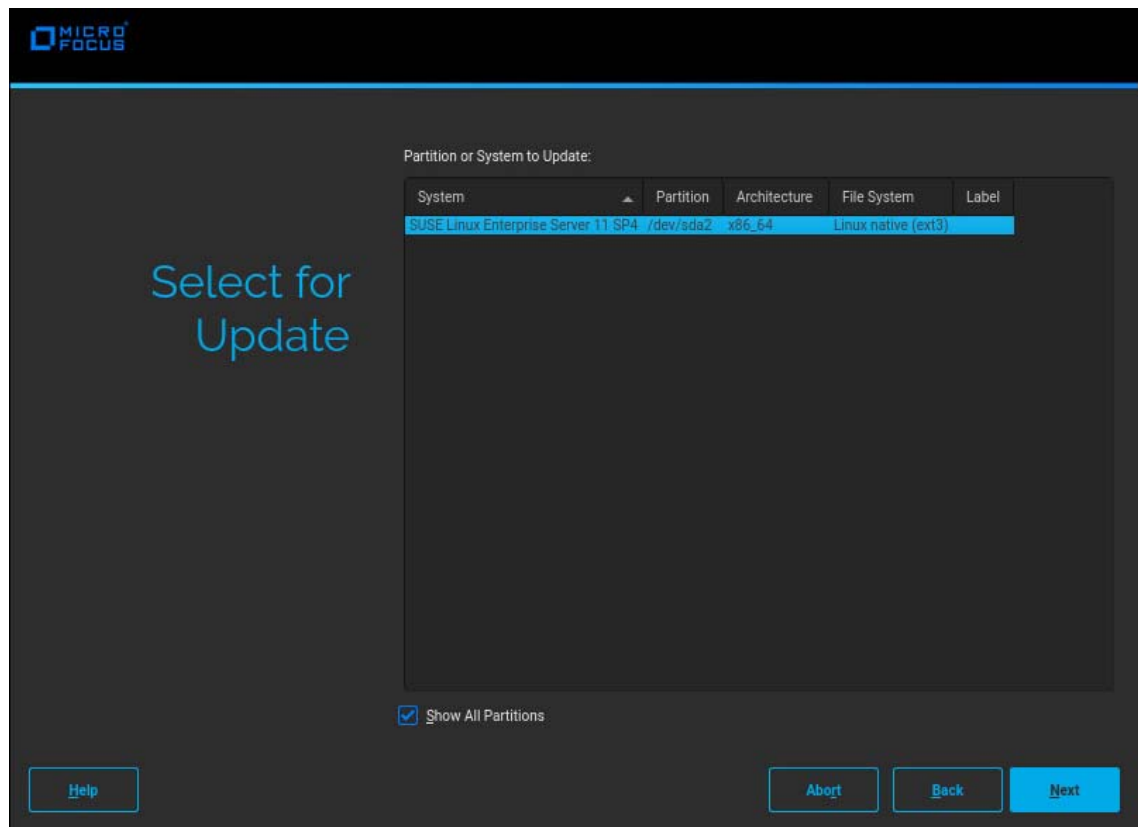 MICRO
FOCUS
Partition or System to Update:
System Partition Architecture File System Label
SUSE Linux Enterprise Server 11 SP4 /dev/sda2 x86_64 Linux native (ext3)
Select for
Update
Show All Partitions
Help Abort Back Next